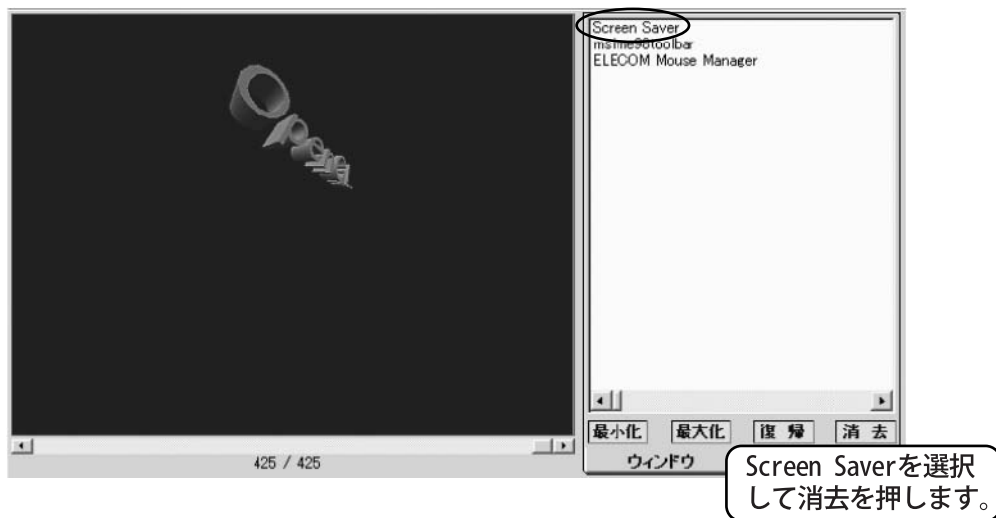 Screen Saver
msime98toolbar
ELECOM Mouse Manager
最小化 最大化 復帰 消去
ウィンドウ
425 / 425
Screen Saverを選択
して消去を押します。